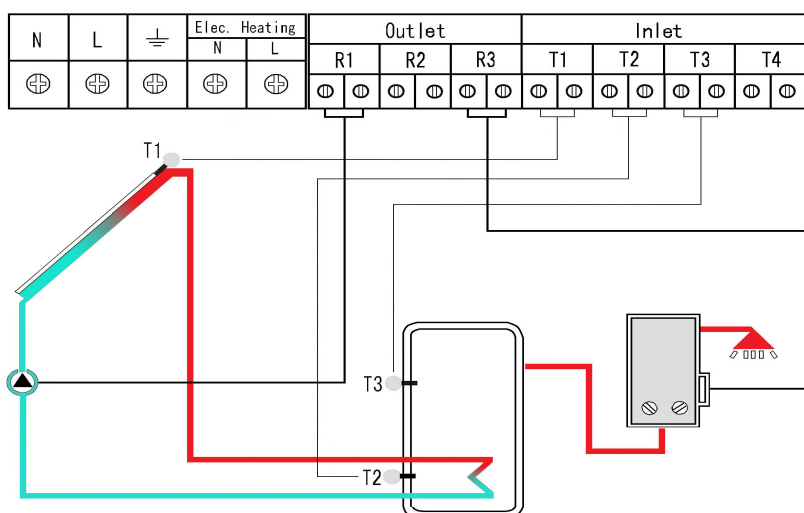 N L Elec. Heating Outlet Inlet
N L R1 R2 R3 T1 T2 T3 T4
T1
T3
T2